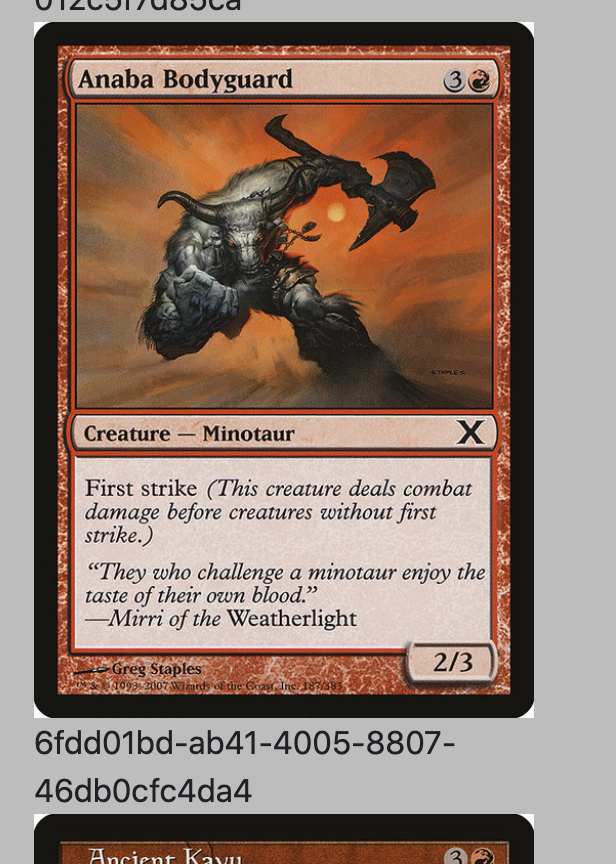 012c5f7d85ca
Anaba Bodyguard 3
STAPLES
Creature — Minotaur X
First strike (This creature deals combat
damage before creatures without first
strike.)
“They who challenge a minotaur enjoy the
taste of their own blood.”
—Mirri of the Weatherlight
2/3
Greg Staples
™ & © 1993-2007 Wizards of the Coast, Inc. 187/383
6fdd01bd-ab41-4005-8807-
46db0cfc4da4
Ancient Kavu 3